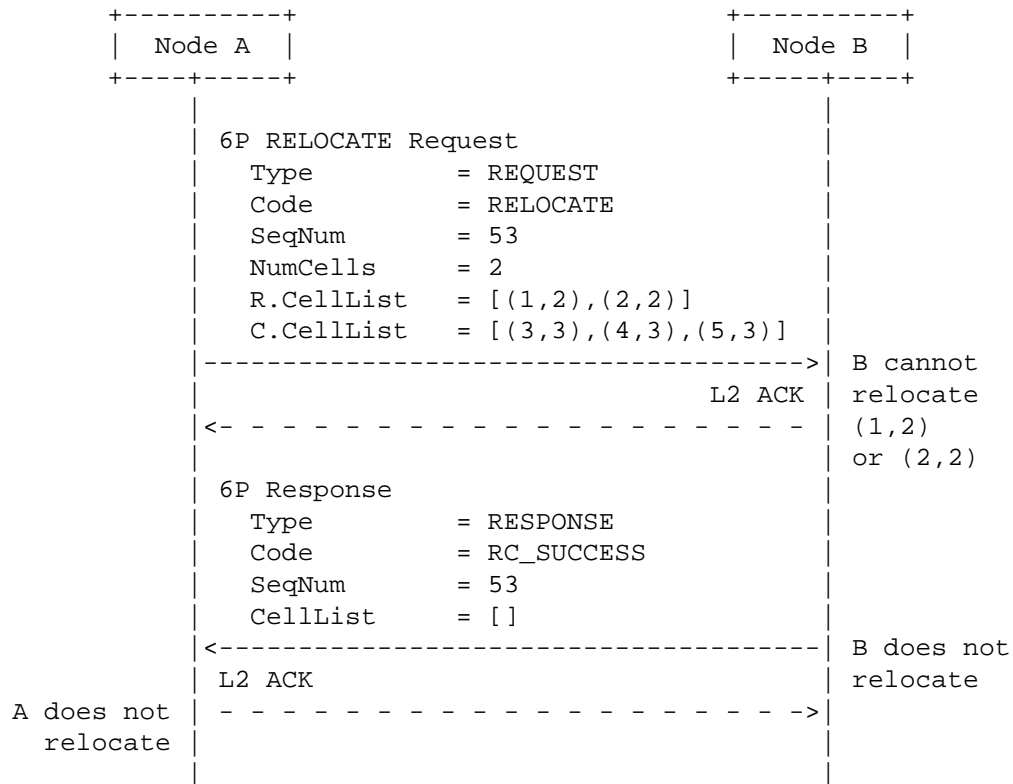 Node A Node B
6P RELOCATE Request
Type = REQUEST
Code = RELOCATE
SeqNum = 53
NumCells = 2
R.CellList = [(1,2),(2,2)]
C.CellList = [(3,3),(4,3),(5,3)]
B cannot
L2 ACK relocate
(1,2)
or (2,2)
6P Response
Type = RESPONSE
Code = RC_SUCCESS
SeqNum = 53
CellList = []
B does not
L2 ACK relocate
A does not
relocate